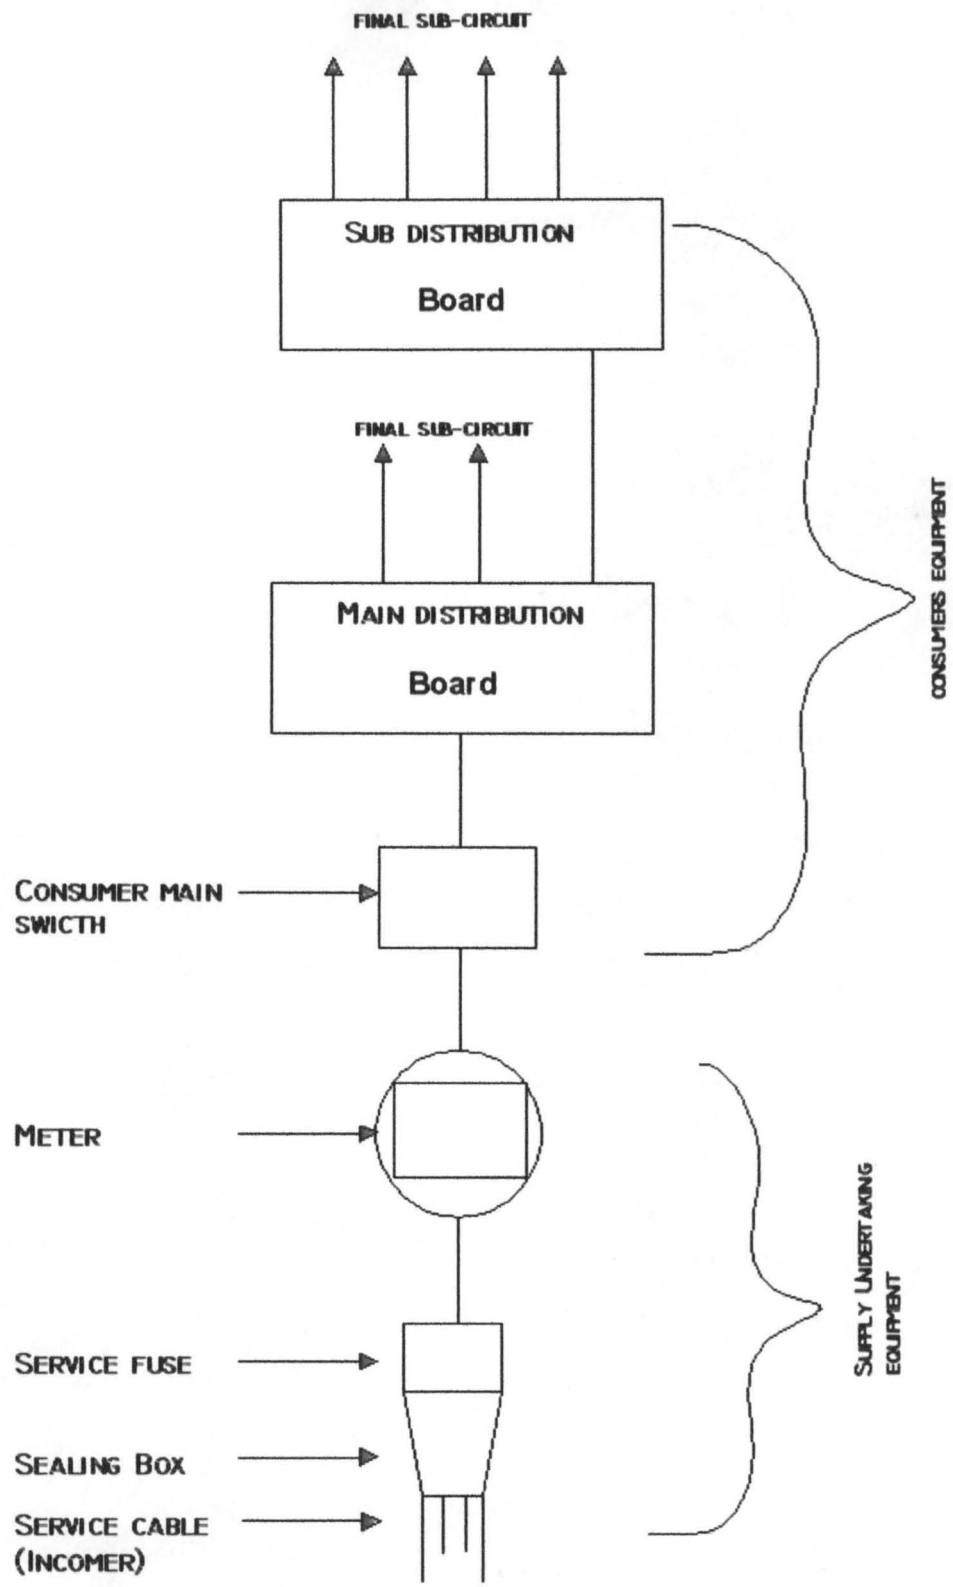 FINAL SUB-CIRCUIT
SUB DISTRIBUTION
Board
FINAL SUB-CIRCUIT
MAIN DISTRIBUTION
Board
CONSUMERS EQUIPMENT
CONSUMER MAIN
SWICTH
METER
SUPPLY UNDERTAKING
EQUIPMENT
SERVICE FUSE
SEALING BOX
SERVICE CABLE
(INCOMER)